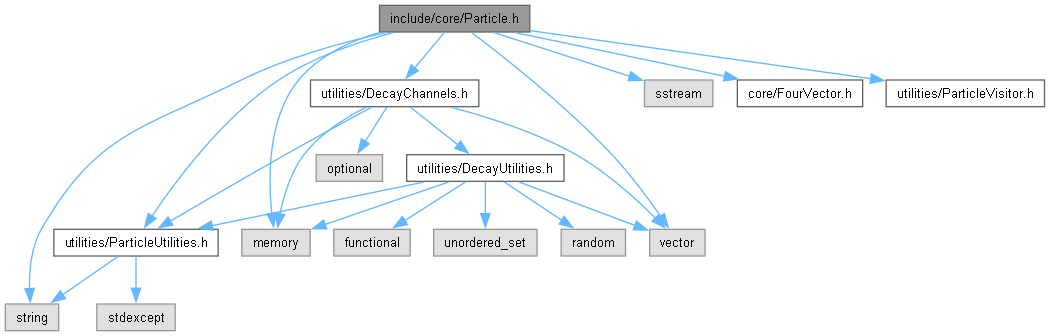 include/core/Particle.h
utilities/DecayChannels.h
sstream
core/FourVector.h
utilities/ParticleVisitor.h
optional
utilities/DecayUtilities.h
utilities/ParticleUtilities.h
memory
functional
unordered_set
random
vector
string
stdexcept